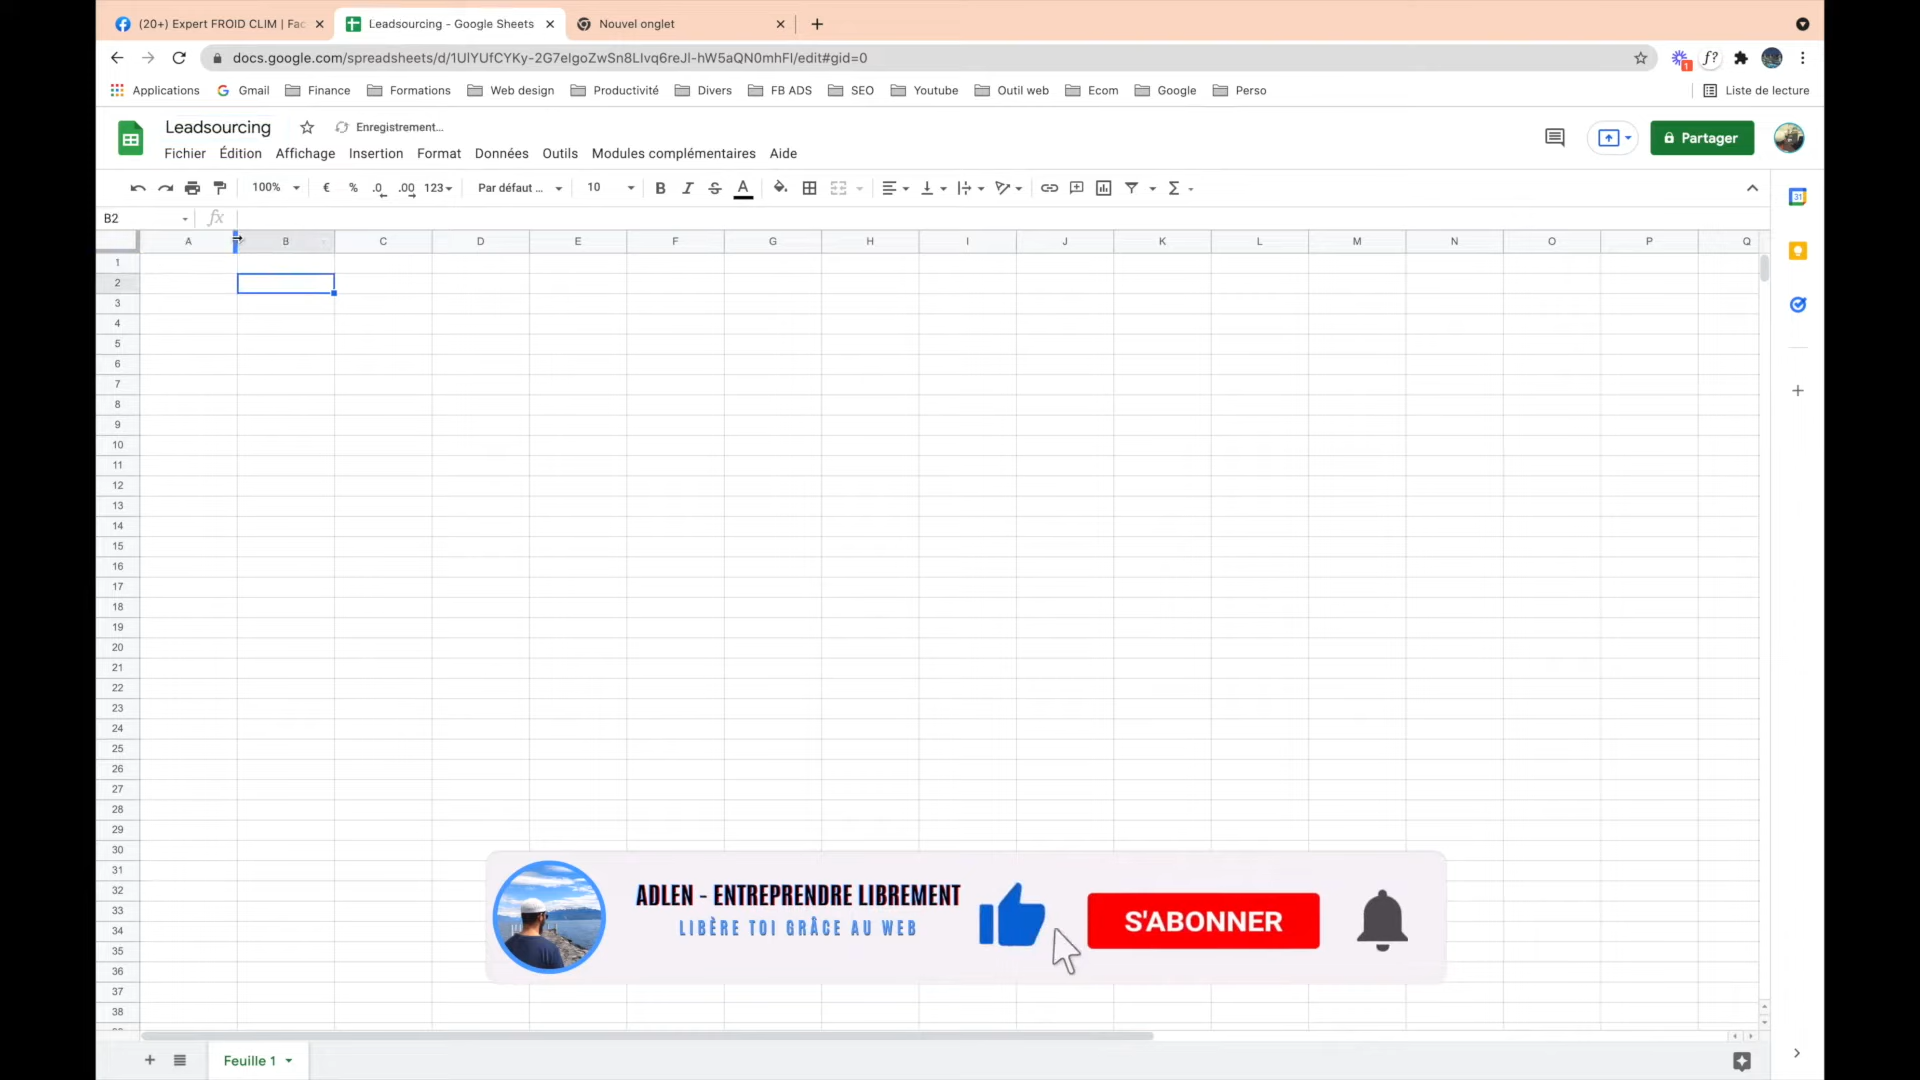 (20+) Expert FROID CLIM | Fac
Leadsourcing - Google Sheets
Nouvel onglet
docs.google.com/spreadsheets/d/1UlYUfCYKy-2G7elgoZwSn8LIvq6reJl-hW5aQN0mhFI/edit#gid=0
Applications Gmail Finance Formations Web design Productivité Divers FB ADS SEO Youtube Outil web Ecom Google Perso Liste de lecture
Leadsourcing Enregistrement...
Fichier Édition Affichage Insertion Format Données Outils Modules complémentaires Aide
Partager
100% € % .0 .00 123 Par défaut ... 10 B I S A Σ
B2 fx
A B C D E F G H I J K L M N O P Q
1
2
3
4
5
6
7
8
9
10
11
12
13
14
15
16
17
18
19
20
21
22
23
24
25
26
27
28
29
30
31
32
33
34
35
36
37
38
ADLEN - ENTREPRENDRE LIBREMENT
LIBÈRE TOI GRÂCE AU WEB
S'ABONNER
Feuille 1